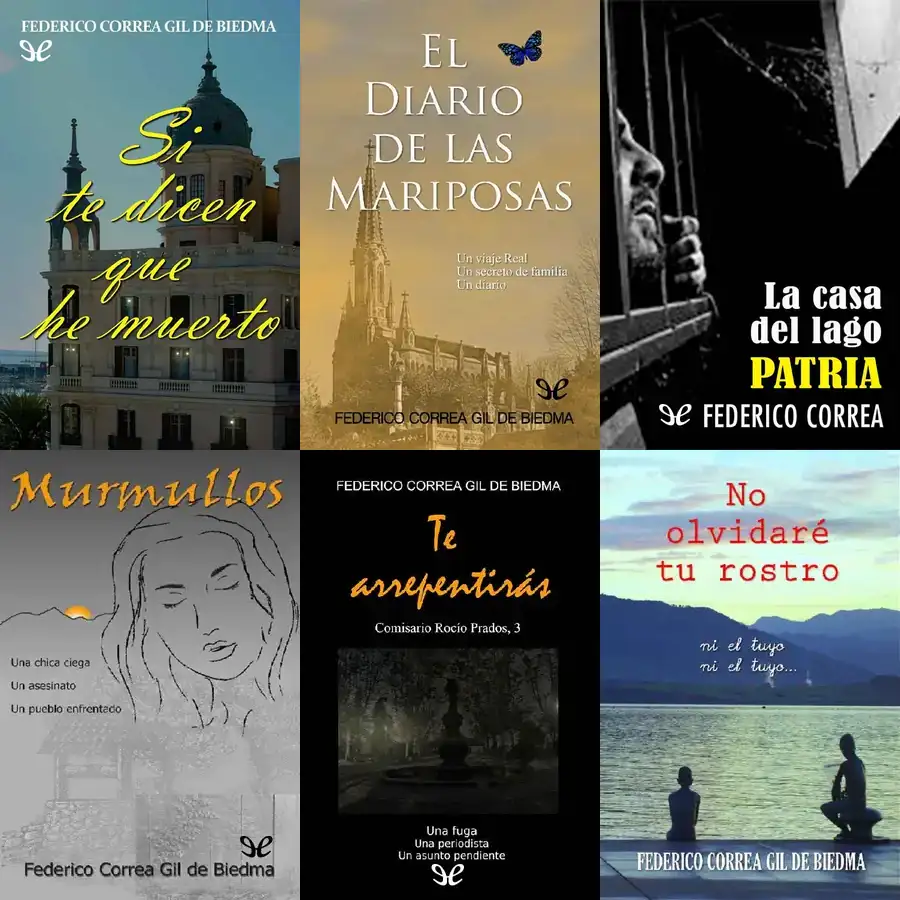 FEDERICO CORREA GIL DE BIEDMA
Si
te dicen
que
he muerto
EL
DIARIO
DE LAS
MARIPOSAS
Un viaje Real
Un secreto de familia
Un diario
FEDERICO CORREA GIL DE BIEDMA
La casa
del lago
PATRIA
FEDERICO CORREA
Murmullos
Una chica ciega
Un asesinato
Un pueblo enfrentado
Federico Correa Gil de Biedma
FEDERICO CORREA GIL DE BIEDMA
Te
arrepentirás
Comisario Rocío Prados, 3
Una fuga
Una periodista
Un asunto pendiente
No
olvidaré
tu rostro
ni el tuyo
ni el tuyo...
FEDERICO CORREA GIL DE BIEDMA